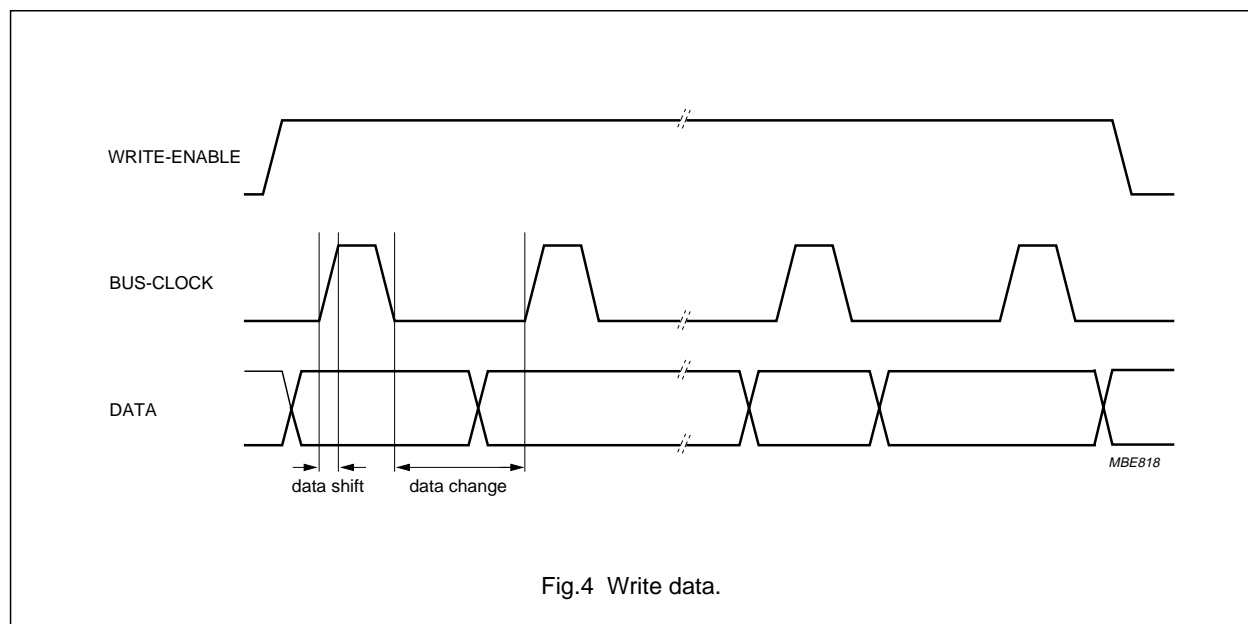 WRITE-ENABLE
BUS-CLOCK
DATA
data shift
data change
MBE818
Fig.4 Write data.